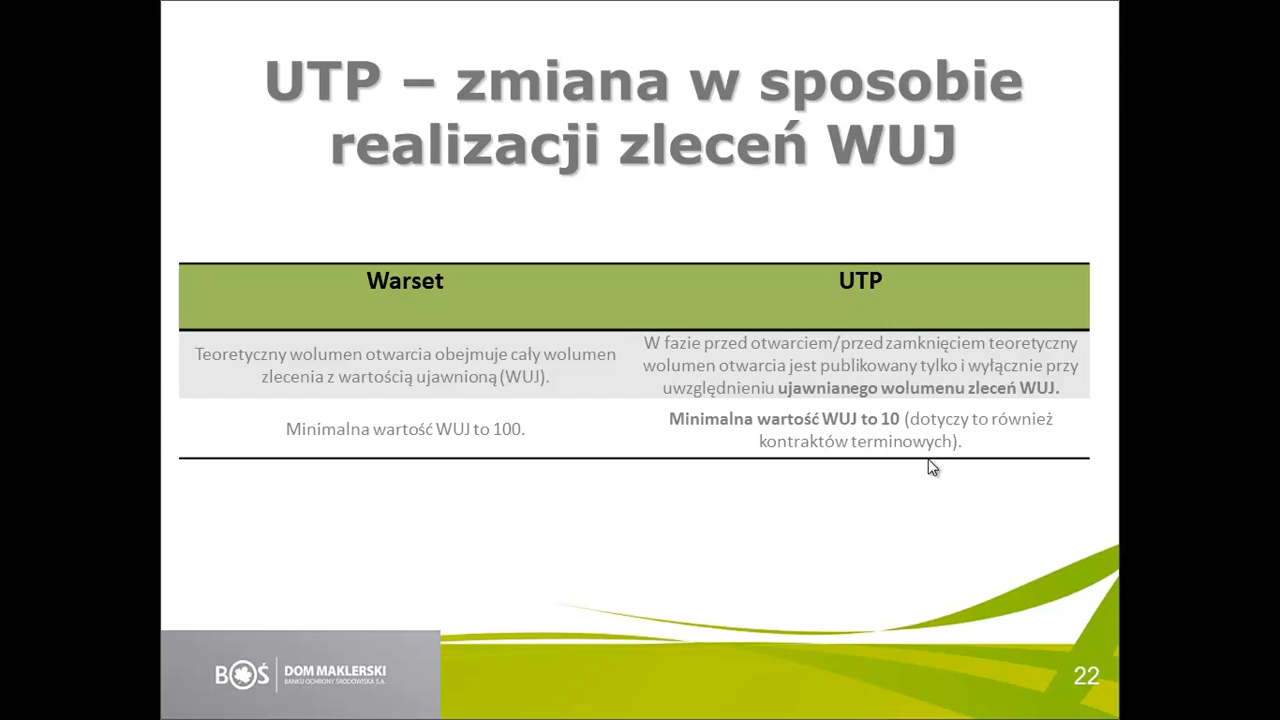 UTP – zmiana w sposobie
realizacji zleceń WUJ
Warset
UTP
Teoretyczny wolumen otwarcia obejmuje cały wolumen
zlecenia z wartością ujawnioną (WUJ).
W fazie przed otwarciem/przed zamknięciem teoretyczny
wolumen otwarcia jest publikowany tylko i wyłącznie przy
uwzględnieniu ujawnianego wolumenu zleceń WUJ.
Minimalna wartość WUJ to 100.
Minimalna wartość WUJ to 10 (dotyczy to również
kontraktów terminowych).
BOŚ
DOM MAKLERSKI
BANKU OCHRONY ŚRODOWISKA S.A.
22